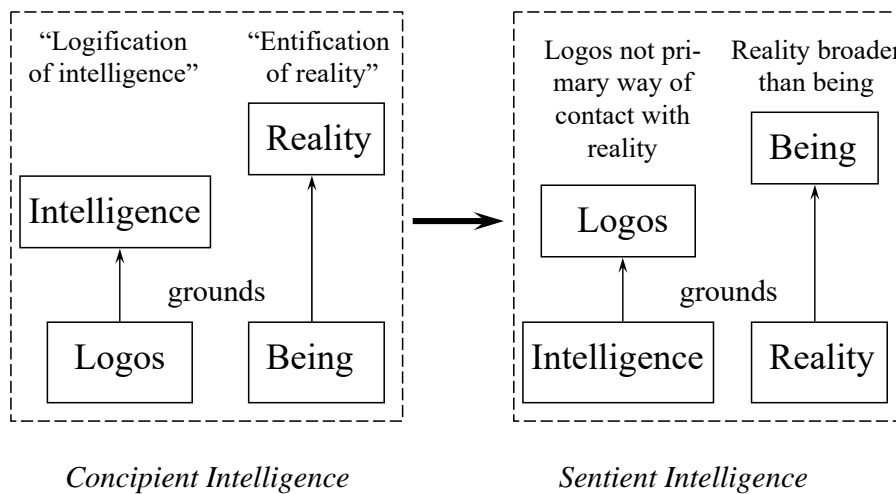 “Logification
of intelligence”
“Entification
of reality”
Reality
Intelligence
grounds
Logos
Being
Logos not pri-
mary way of
contact with
reality
Reality broader
than being
Being
Logos
grounds
Intelligence
Reality
Concipient Intelligence
Sentient Intelligence